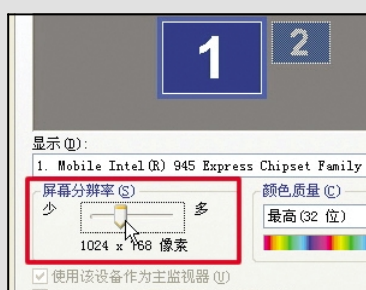 1
2
显示(D):
1. Mobile Intel(R) 945 Express Chipset Family
屏幕分辨率(S)
颜色质量(C)
少
多
最高(32 位)
1024 x 768 像素
使用该设备作为主监视器(U)